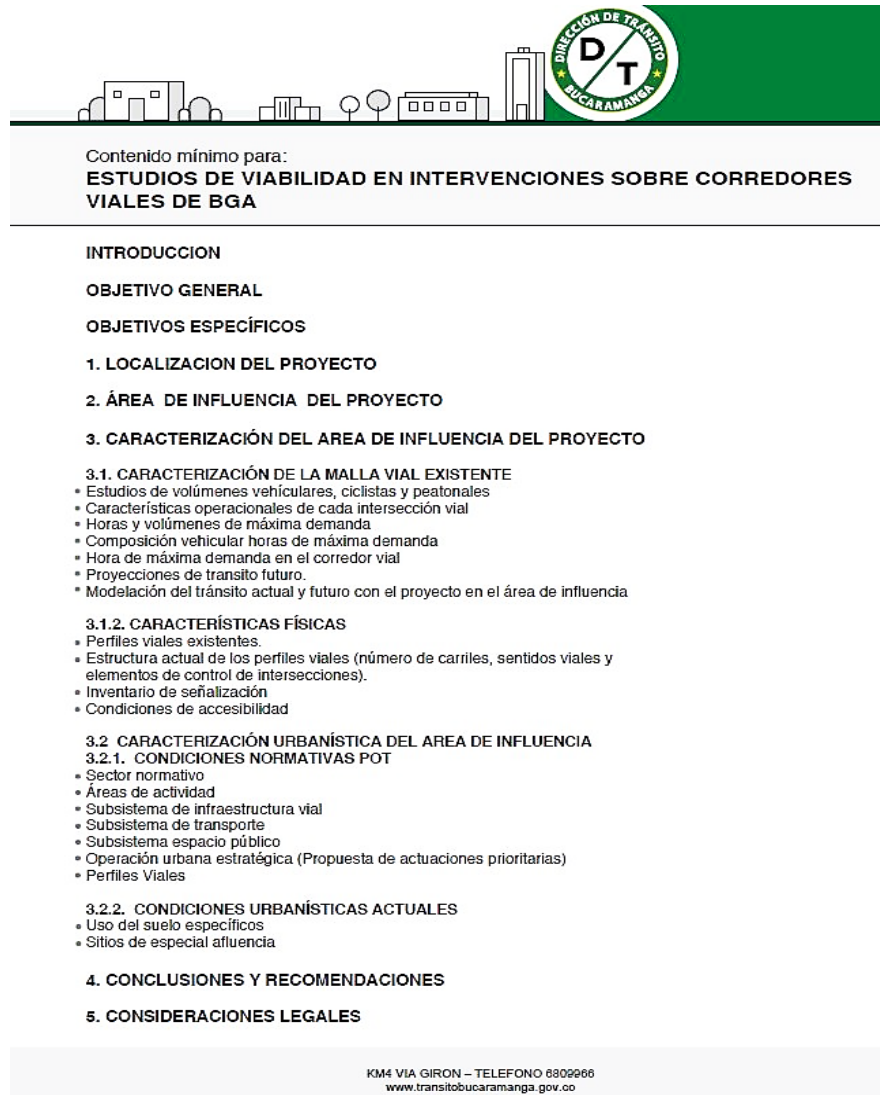 DIRECCIÓN DE TRÁNSITO
D/T
BUCARAMANGA
Contenido mínimo para:
ESTUDIOS DE VIABILIDAD EN INTERVENCIONES SOBRE CORREDORES
VIALES DE BGA
INTRODUCCION
OBJETIVO GENERAL
OBJETIVOS ESPECÍFICOS
1. LOCALIZACION DEL PROYECTO
2. ÁREA DE INFLUENCIA DEL PROYECTO
3. CARACTERIZACIÓN DEL AREA DE INFLUENCIA DEL PROYECTO
3.1. CARACTERIZACIÓN DE LA MALLA VIAL EXISTENTE
• Estudios de volúmenes vehículares, ciclistas y peatonales
• Características operacionales de cada intersección vial
• Horas y volúmenes de máxima demanda
• Composición vehicular horas de máxima demanda
• Hora de máxima demanda en el corredor vial
• Proyecciones de transito futuro.
• Modelación del tránsito actual y futuro con el proyecto en el área de influencia
3.1.2. CARACTERÍSTICAS FÍSICAS
• Perfiles viales existentes.
• Estructura actual de los perfiles viales (número de carriles, sentidos viales y
elementos de control de intersecciones).
• Inventario de señalización
• Condiciones de accesibilidad
3.2 CARACTERIZACIÓN URBANÍSTICA DEL AREA DE INFLUENCIA
3.2.1. CONDICIONES NORMATIVAS POT
• Sector normativo
• Áreas de actividad
• Subsistema de infraestructura vial
• Subsistema de transporte
• Subsistema espacio público
• Operación urbana estratégica (Propuesta de actuaciones prioritarias)
• Perfiles Viales
3.2.2. CONDICIONES URBANÍSTICAS ACTUALES
• Uso del suelo específicos
• Sitios de especial afluencia
4. CONCLUSIONES Y RECOMENDACIONES
5. CONSIDERACIONES LEGALES
KM4 VIA GIRON – TELEFONO 6809966
www.transitobucaramanga.gov.co